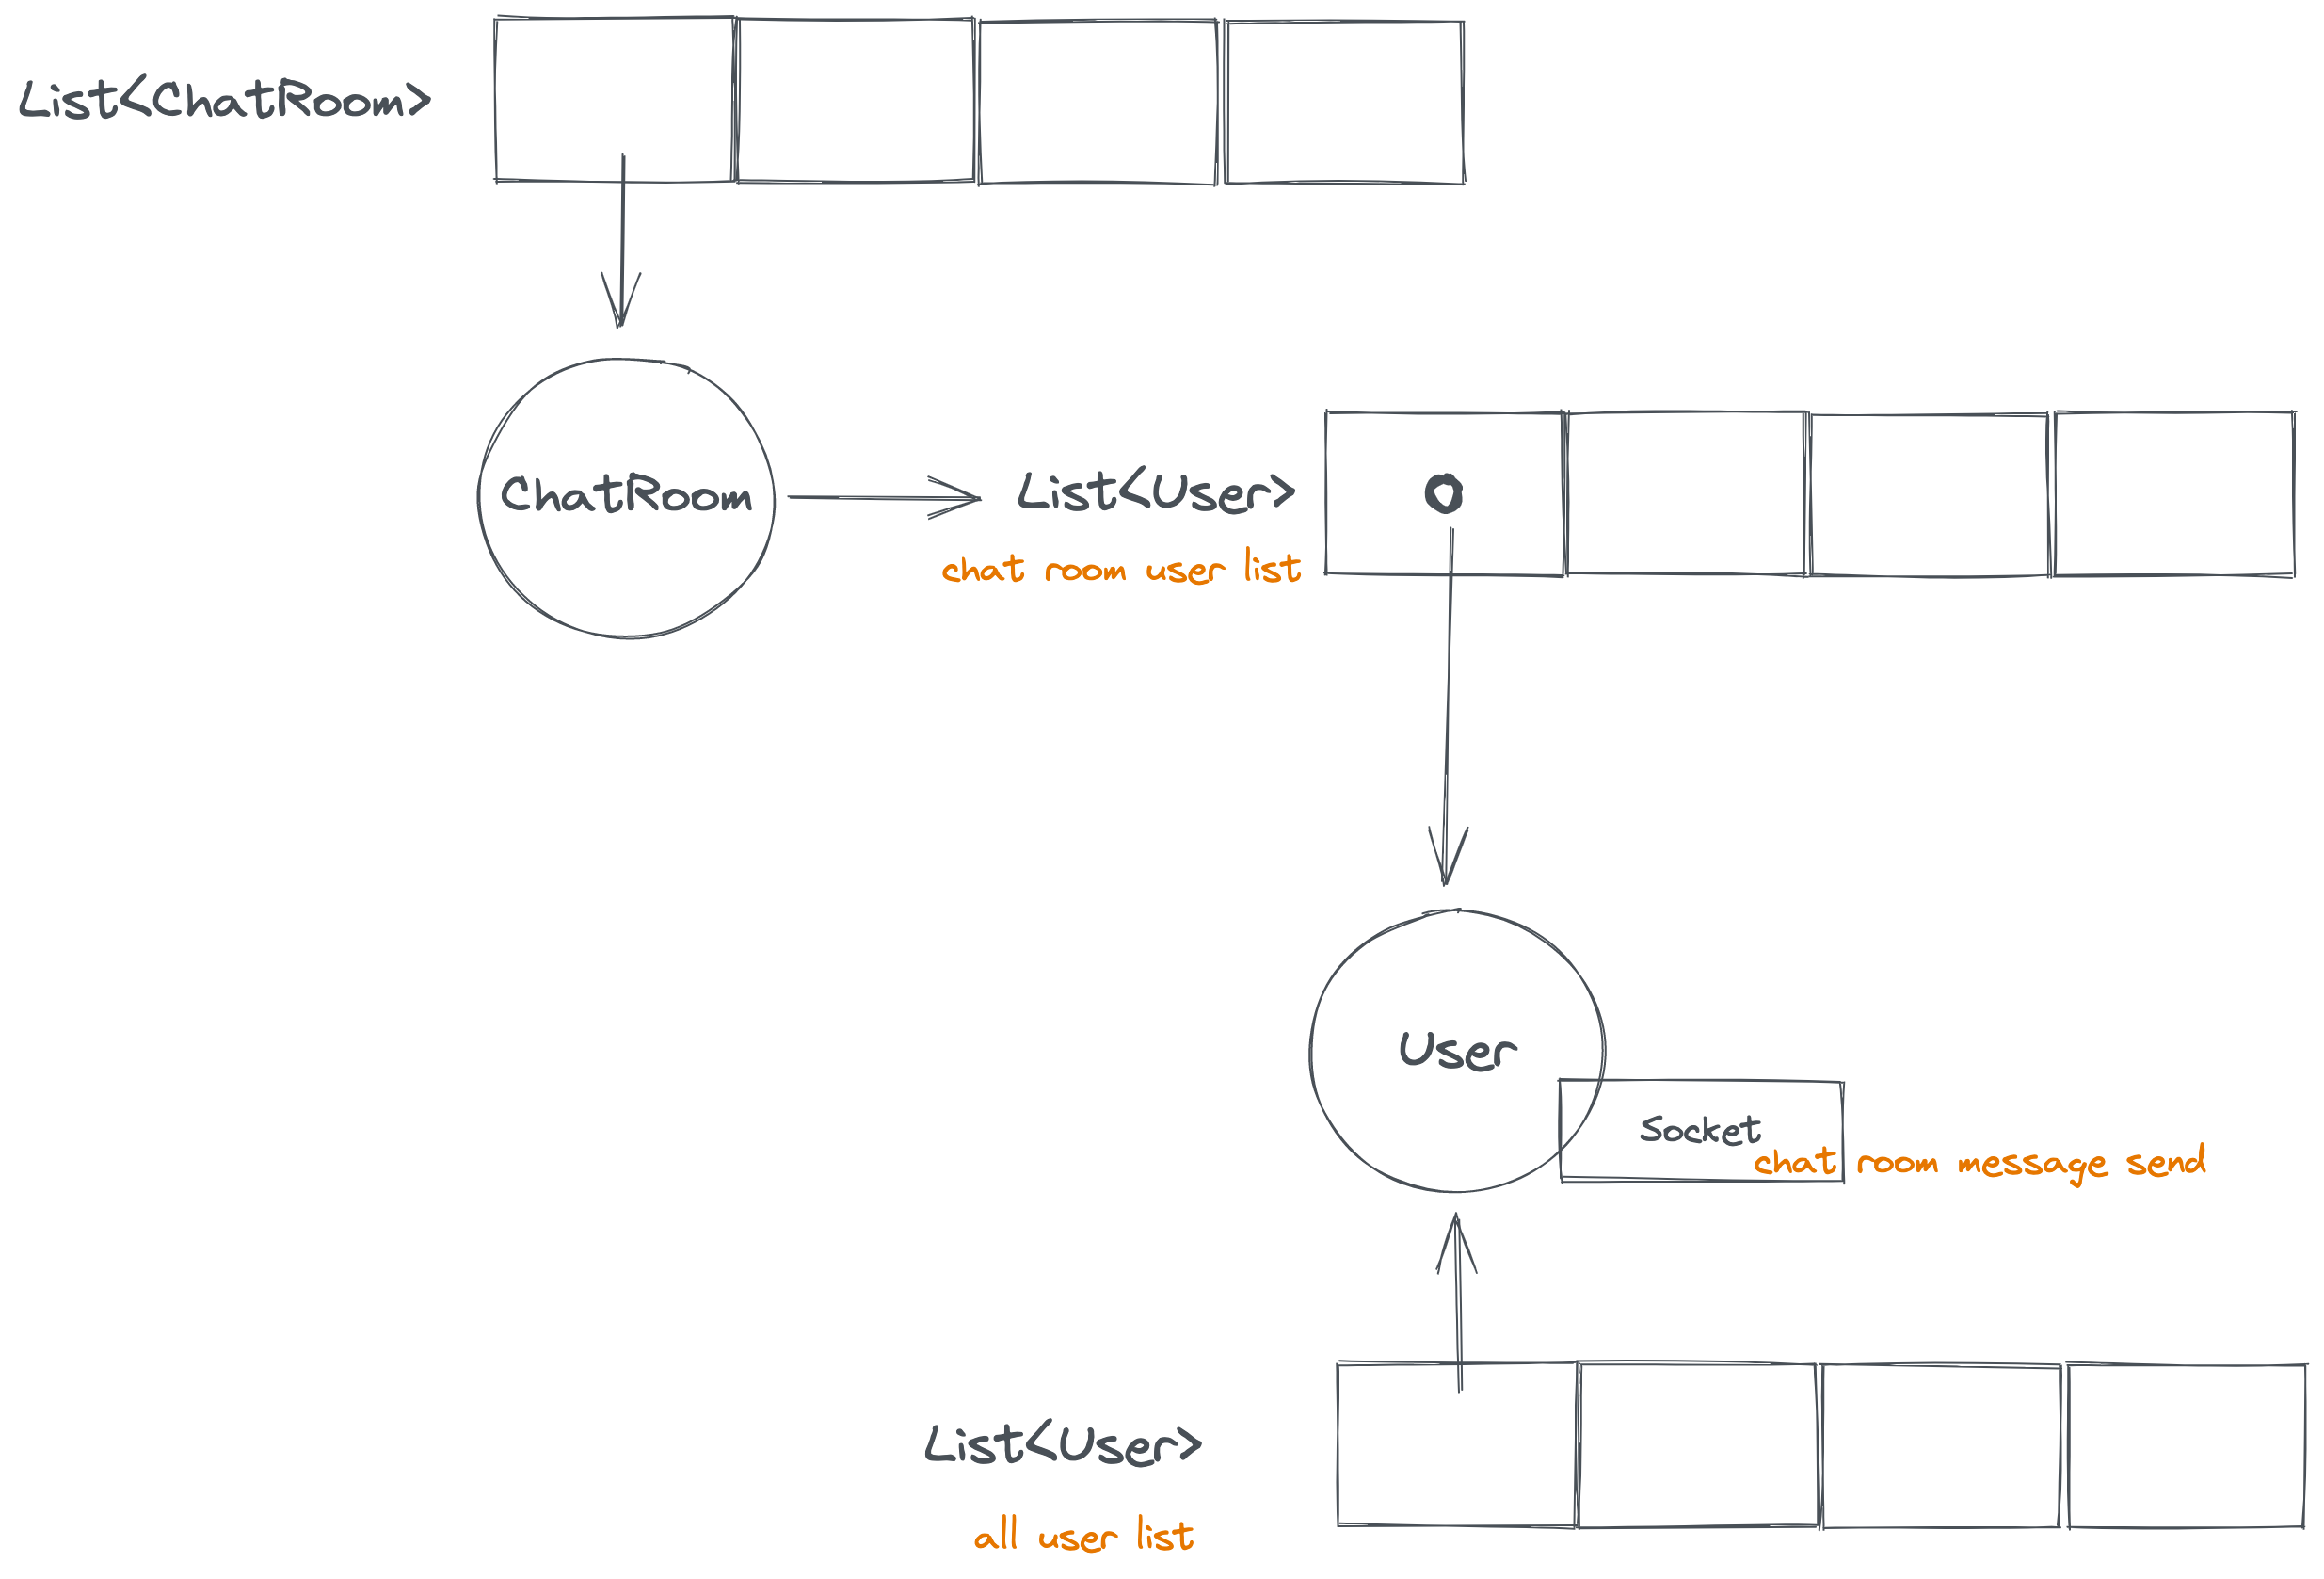 List<ChatRoom>
ChatRoom
List<User>
chat room user list
User
Socket
chat room message send
List<User>
all user list